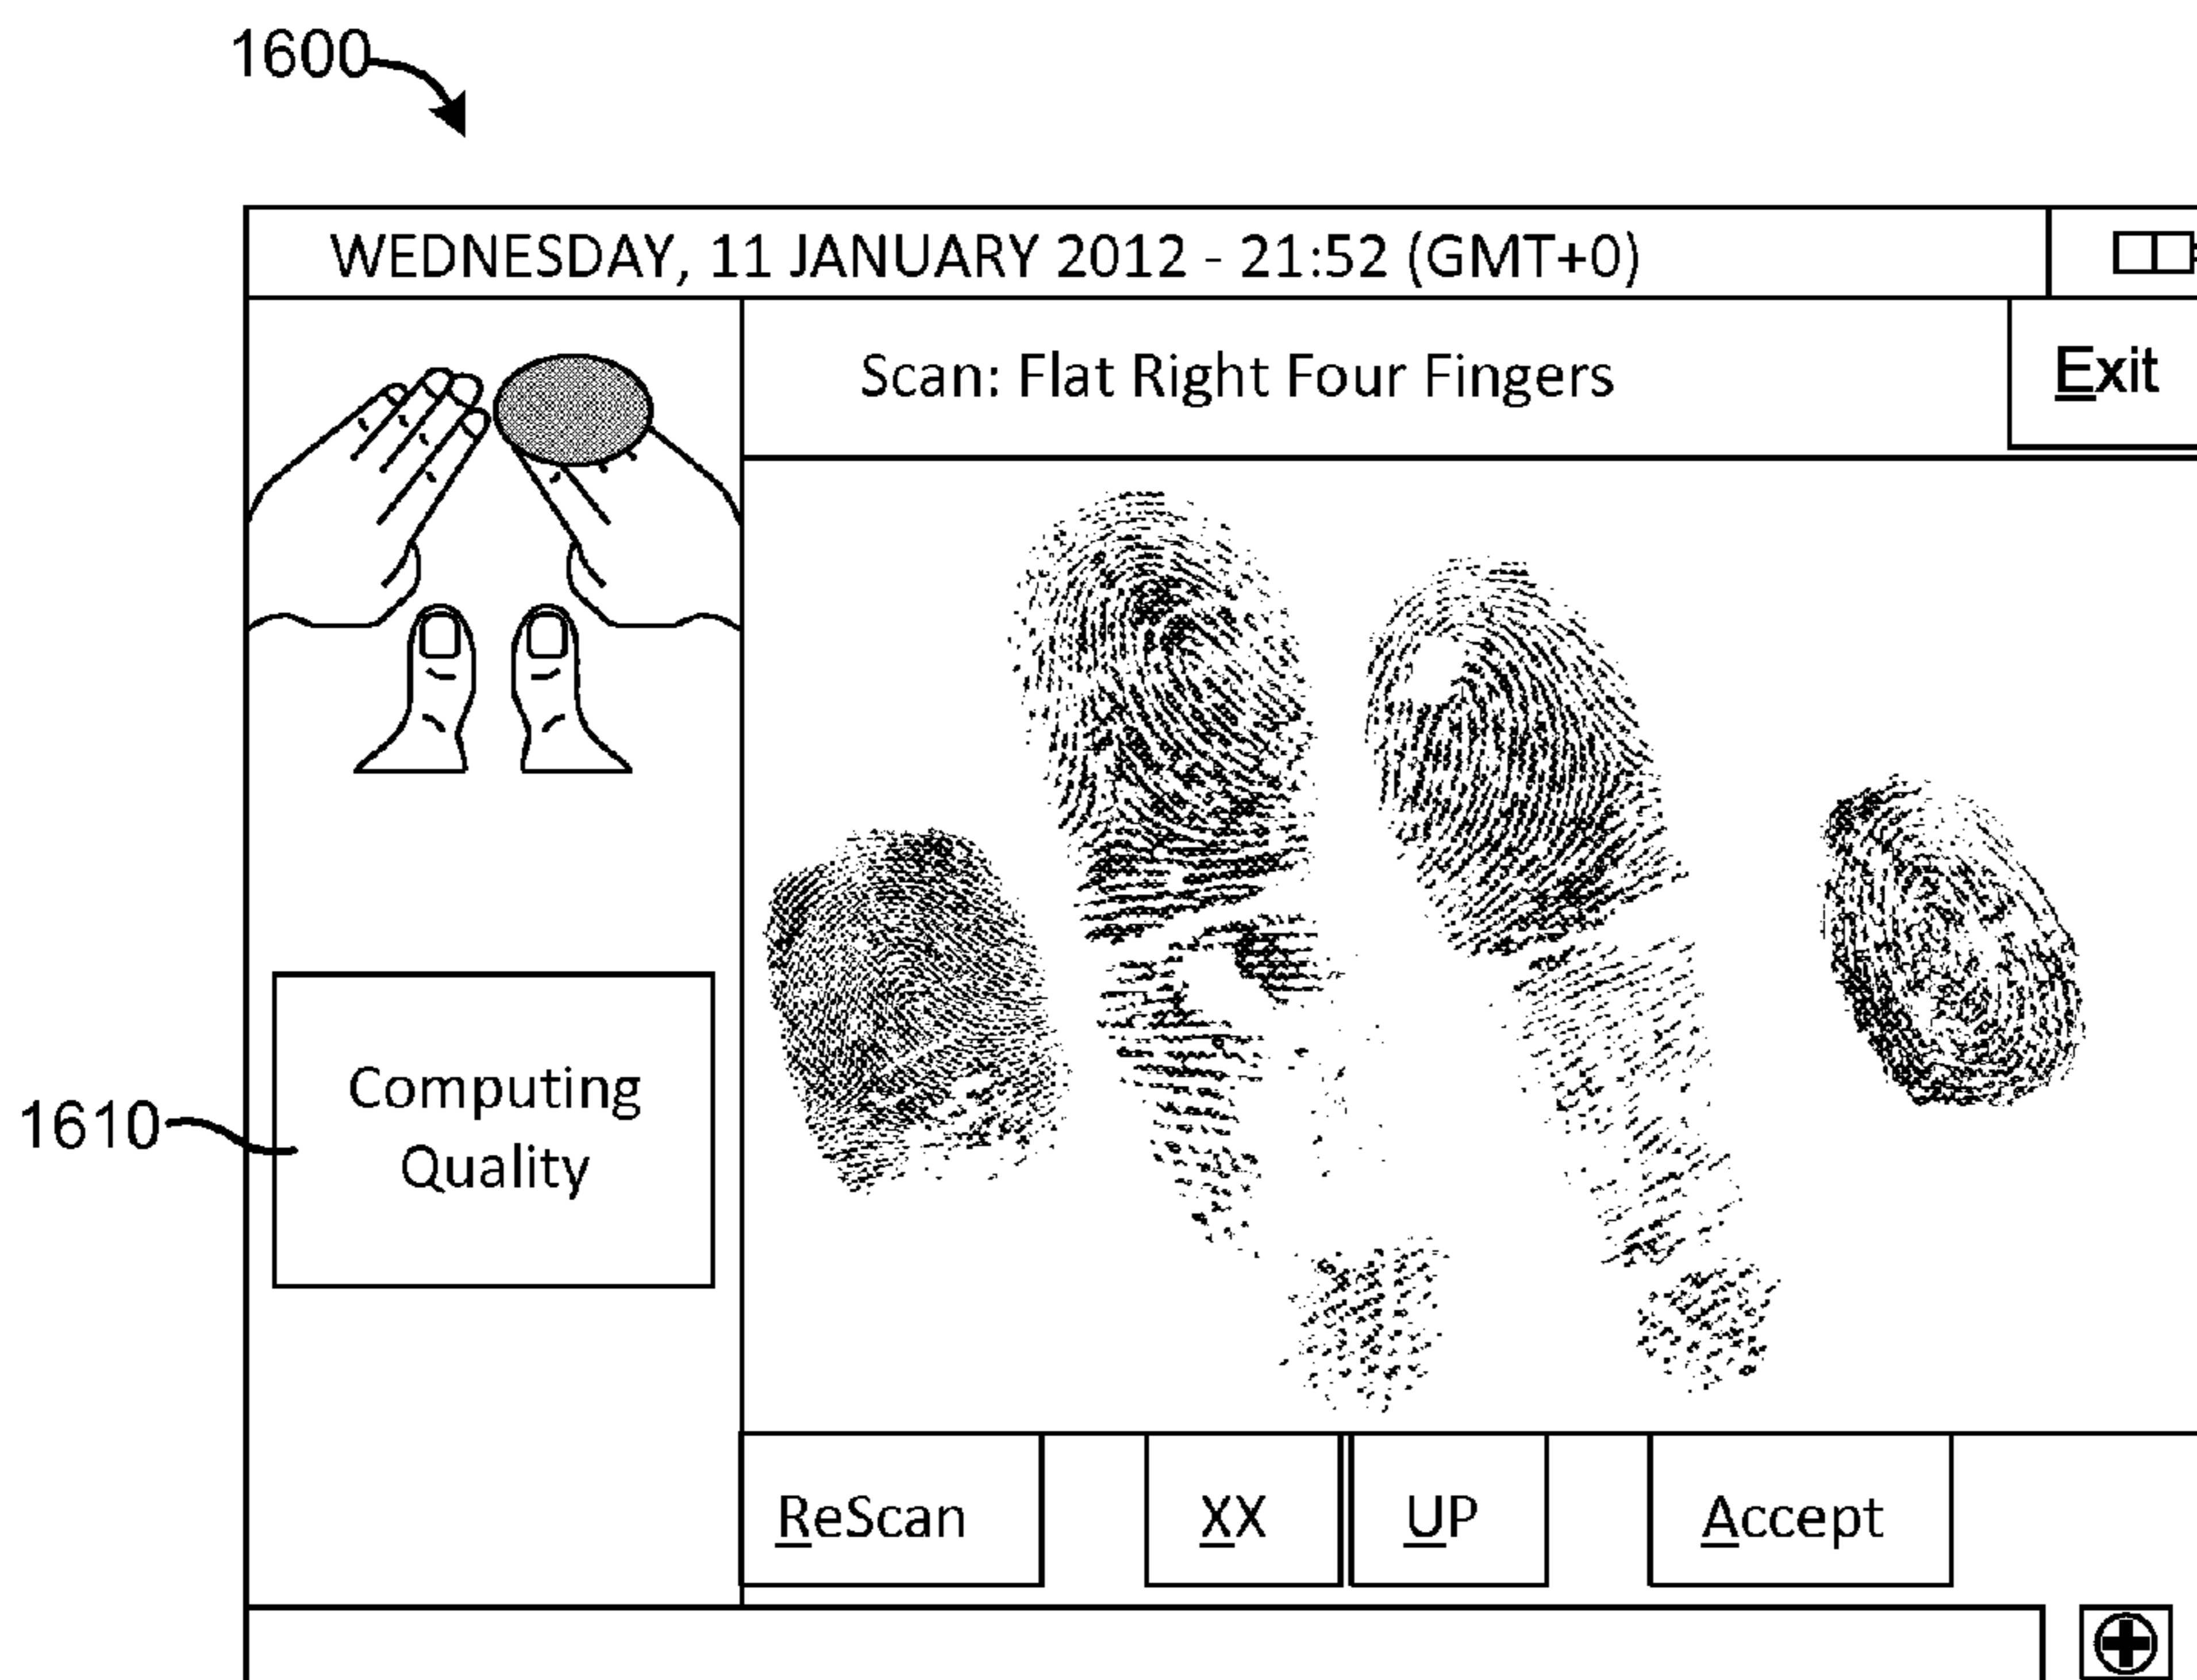 1600
WEDNESDAY, 11 JANUARY 2012 - 21:52 (GMT+0)
Scan: Flat Right Four Fingers
Exit
1610
Computing
Quality
ReScan
XX
UP
Accept